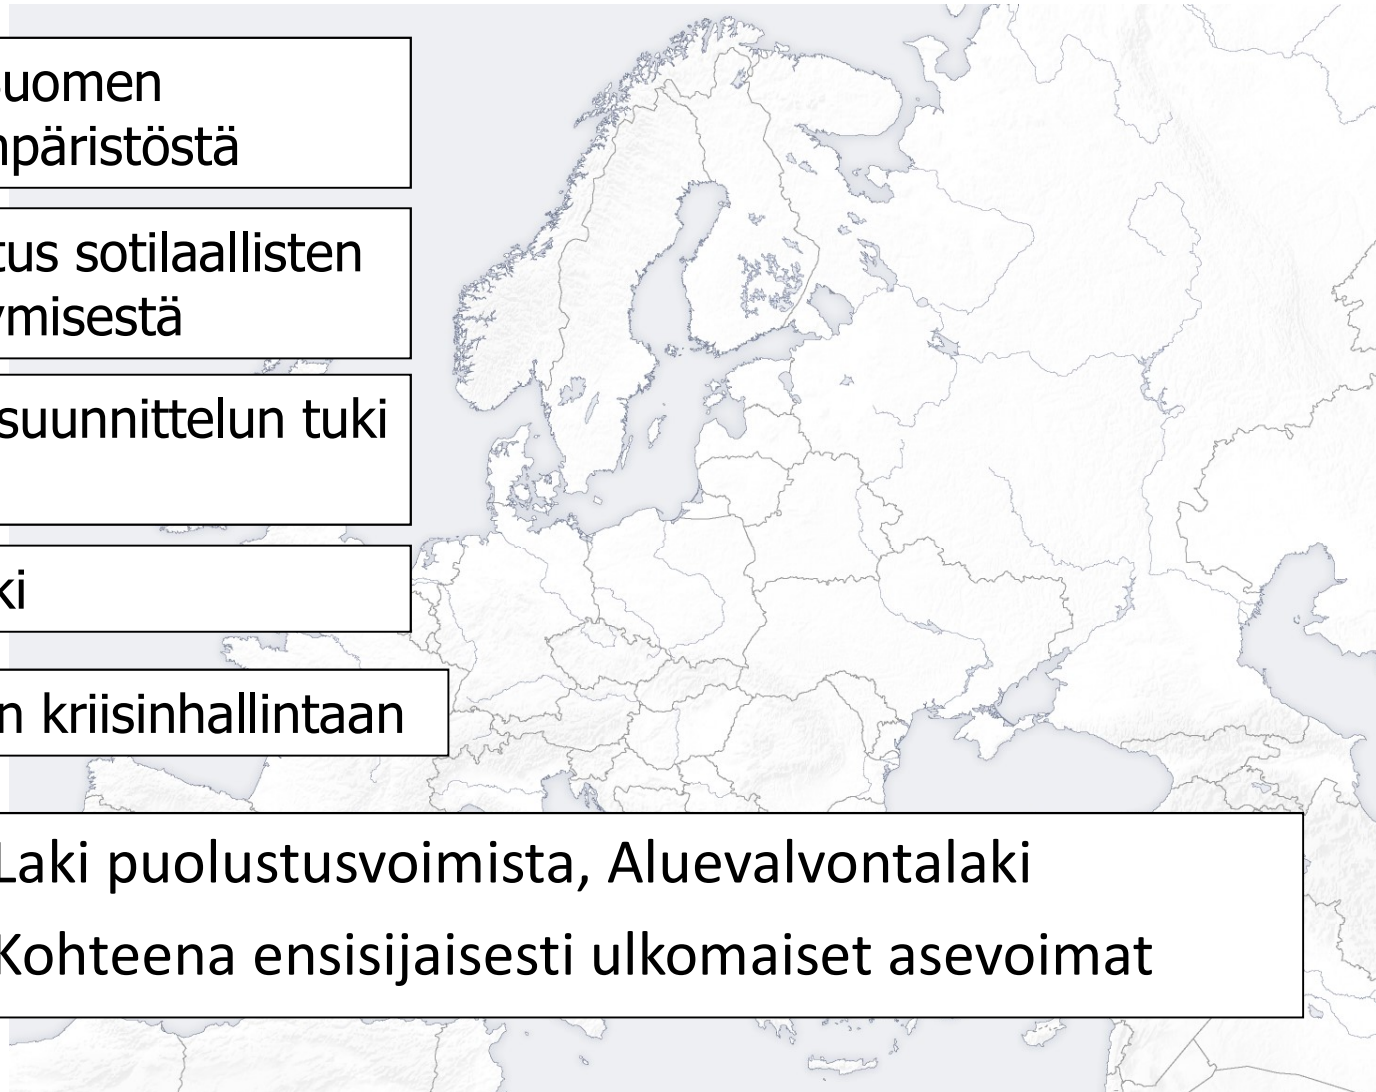 uomen
npäristöstä
tus sotilaallisten
ymisestä
suunnittelun tuki
ki
n kriisinhallintaan
Laki puolustusvoimista, Aluevalvontalaki
Kohteena ensisijaisesti ulkomaiset asevoimat